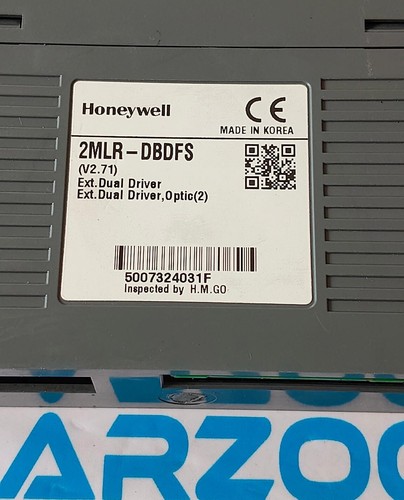 Honeywell
CE
MADE IN KOREA
2MLR-DBDFS
(V2.71)
Ext.Dual Driver
Ext.Dual Driver,Optic(2)
5007324031F
Inspected by H.M.GO
ARZOO